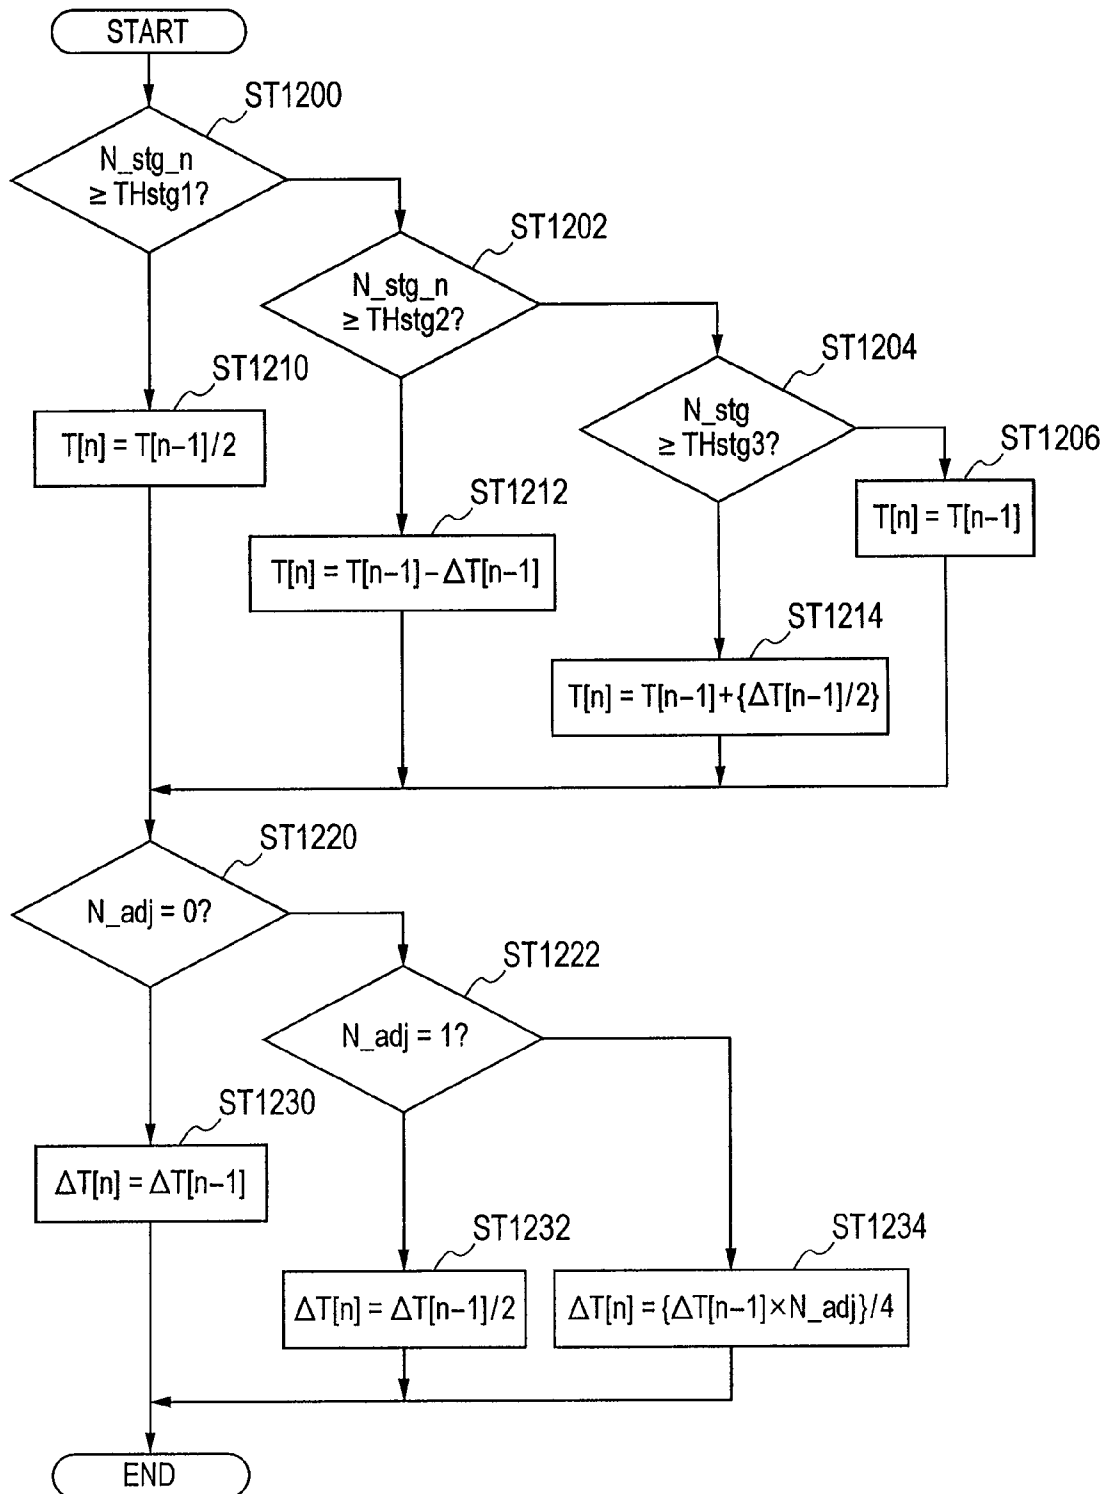 START
ST1200
N_stg_n
≥ THstg1?
ST1202
N_stg_n
≥ THstg2?
ST1204
N_stg
≥ THstg3?
ST1206
T[n] = T[n−1]
ST1210
T[n] = T[n−1]/2
ST1212
T[n] = T[n−1] − ΔT[n−1]
ST1214
T[n] = T[n−1]+{ΔT[n−1]/2}
ST1220
N_adj = 0?
ST1222
N_adj = 1?
ST1230
ΔT[n] = ΔT[n−1]
ST1232
ΔT[n] = ΔT[n−1]/2
ST1234
ΔT[n] = {ΔT[n−1]×N_adj}/4
END